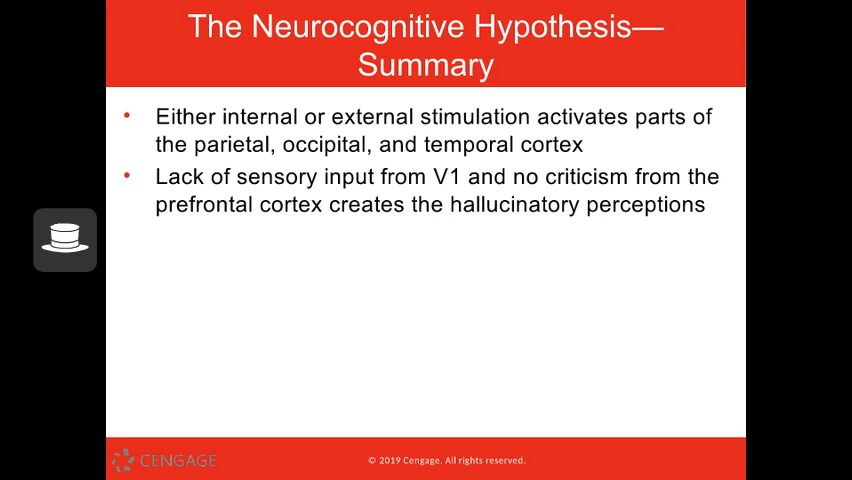 The Neurocognitive Hypothesis—
Summary
• Either internal or external stimulation activates parts of
the parietal, occipital, and temporal cortex
• Lack of sensory input from V1 and no criticism from the
prefrontal cortex creates the hallucinatory perceptions
CENGAGE
© 2019 Cengage. All rights reserved.